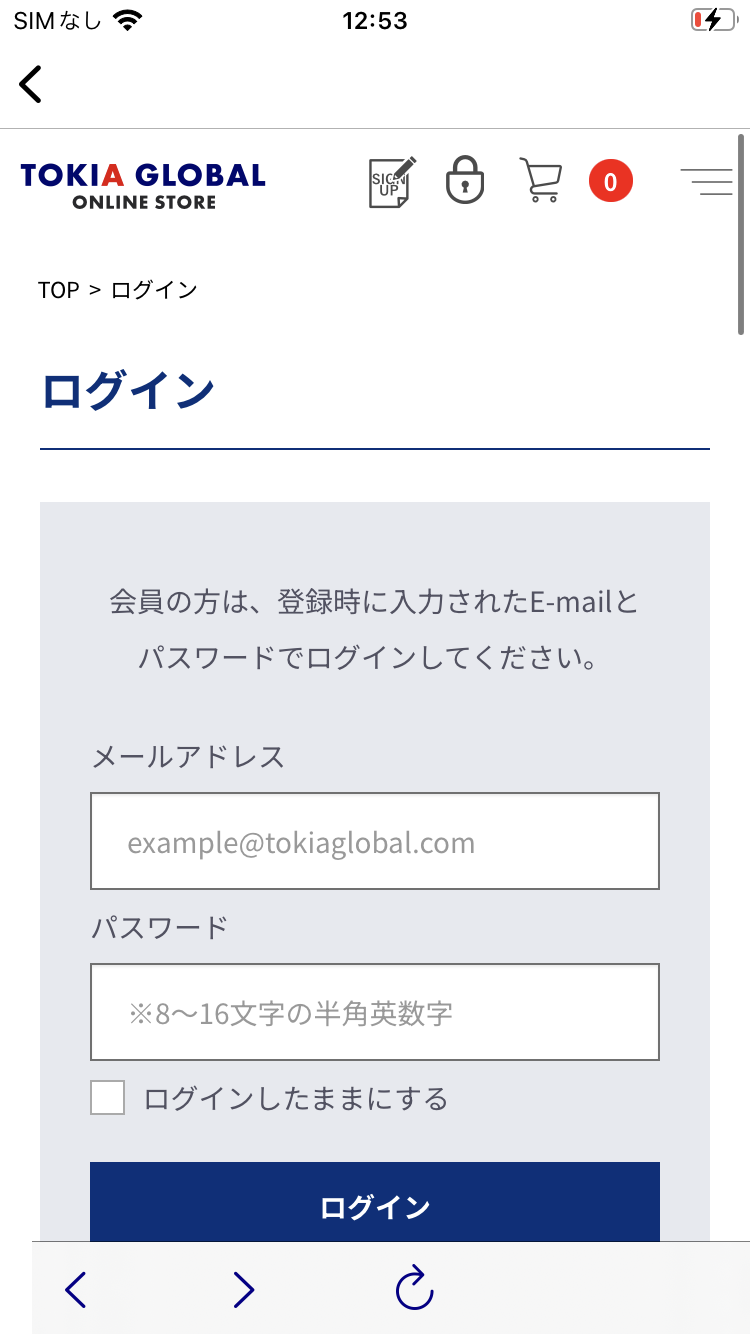 SIMなし
12:53
TOKIA GLOBAL
ONLINE STORE
SIGN
UP
0
TOP > ログイン
ログイン
会員の方は、登録時に入力されたE-mailと
パスワードでログインしてください。
メールアドレス
example@tokiaglobal.com
パスワード
※8〜16文字の半角英数字
ログインしたままにする
ログイン